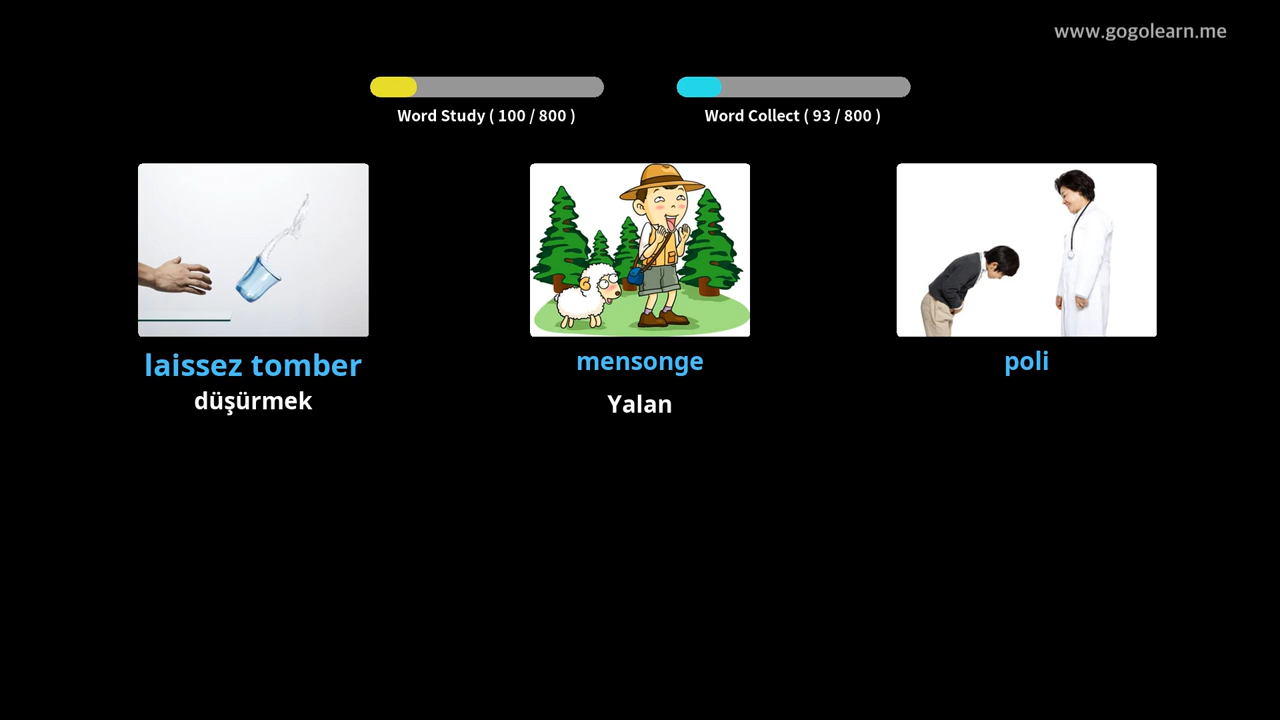 www.gogolearn.me
Word Study ( 100 / 800 )
Word Collect ( 93 / 800 )
laissez tomber
düşürmek
mensonge
Yalan
poli